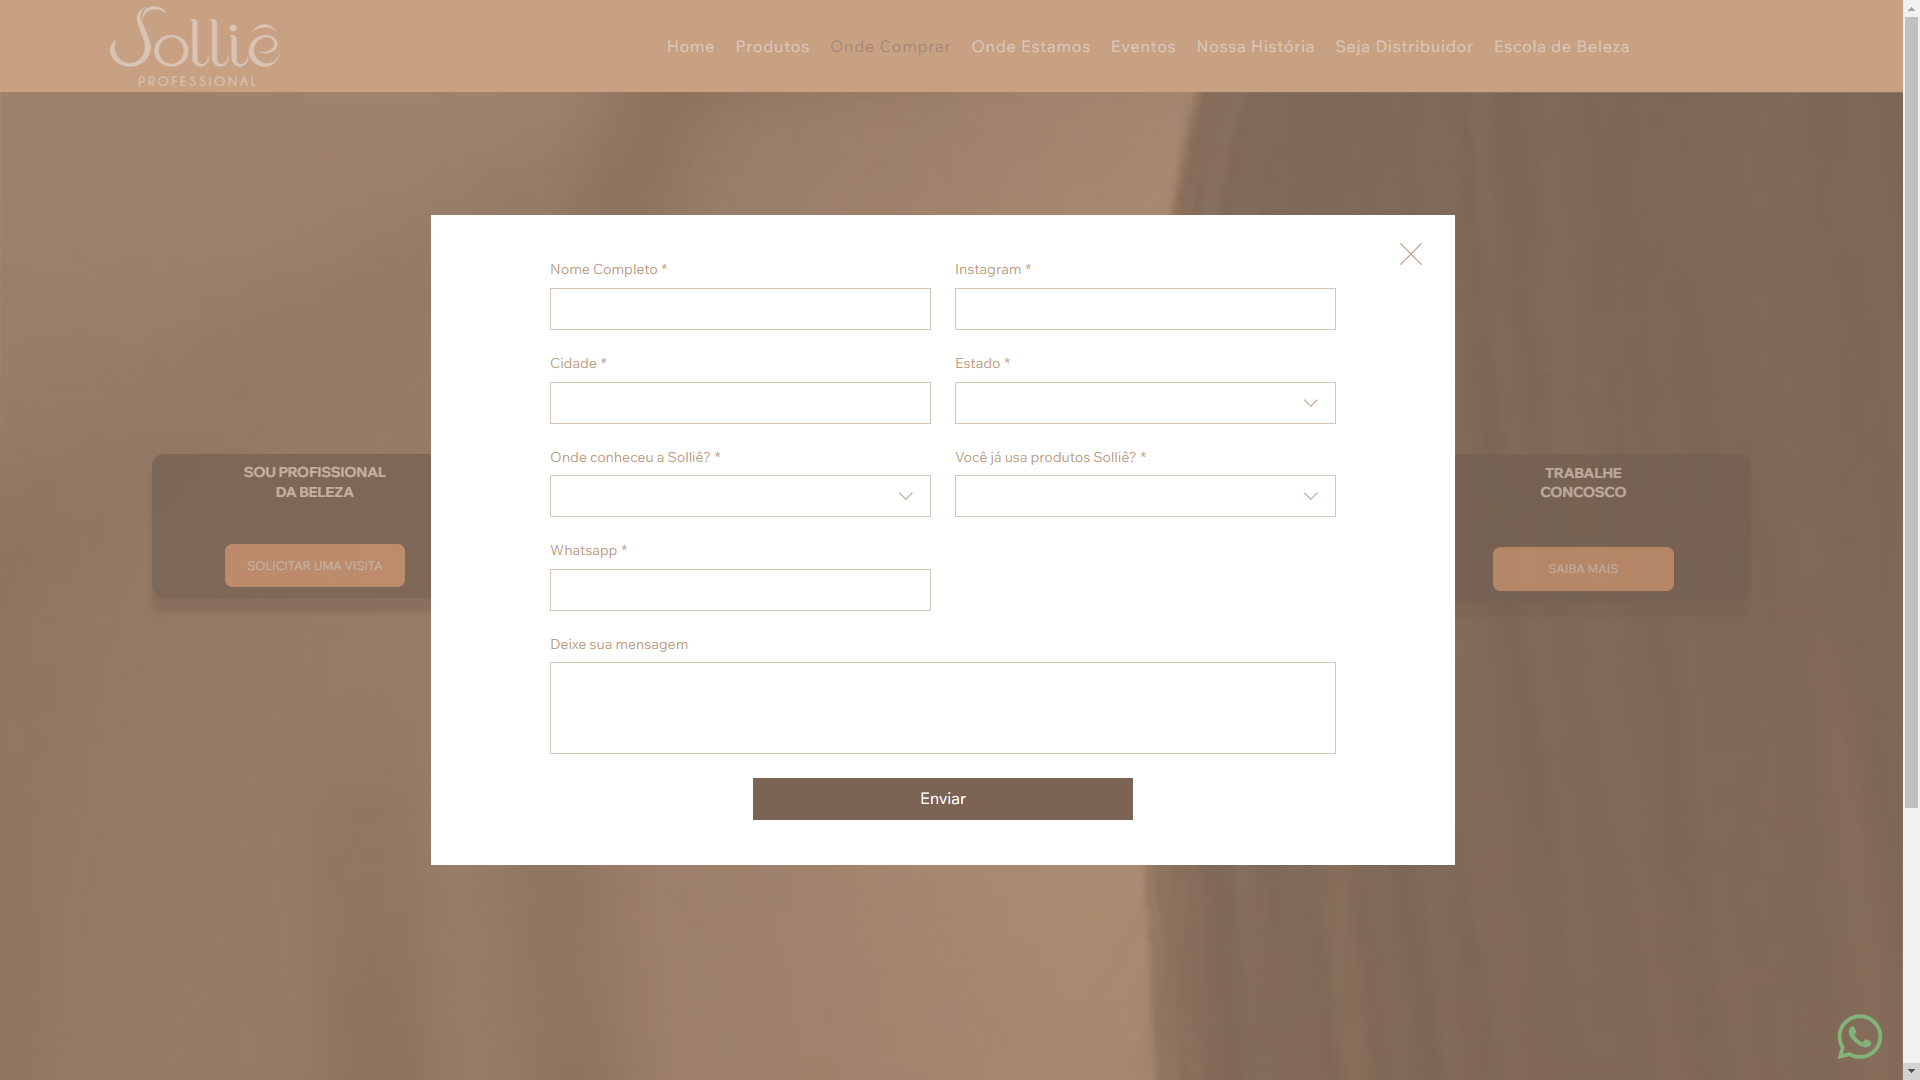 Solliê
PROFESSIONAL
Home Produtos Onde Comprar Onde Estamos Eventos Nossa História Seja Distribuidor Escola de Beleza
Nome Completo *
Instagram *
Cidade *
Estado *
Onde conheceu a Solliê? *
Você já usa produtos Solliê? *
Whatsapp *
Deixe sua mensagem
Enviar
SOU PROFISSIONAL
DA BELEZA
SOLICITAR UMA VISITA
TRABALHE
CONCOSCO
SAIBA MAIS